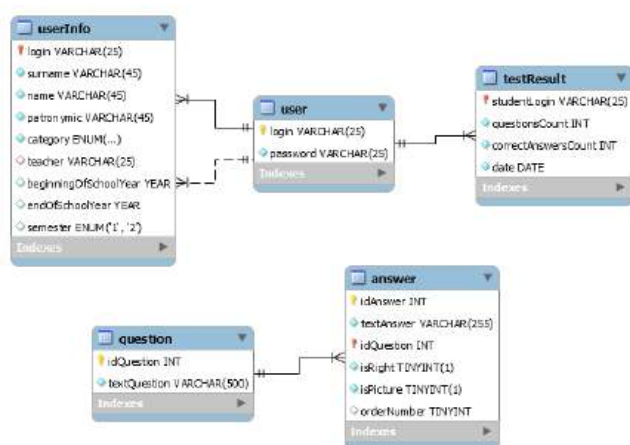 userInfo
login VARCHAR(25)
surname VARCHAR(45)
name VARCHAR(45)
patronymic VARCHAR(45)
category ENUM(...)
teacher VARCHAR(25)
beginningOfSchoolYear YEAR
endOfSchoolYear YEAR
semester ENUM('1', '2')
Indexes
user
login VARCHAR(25)
password VARCHAR(25)
Indexes
testResult
studentLogin VARCHAR(25)
questionsCount INT
correctAnswersCount INT
date DATE
Indexes
question
idQuestion INT
textQuestion VARCHAR(500)
Indexes
answer
idAnswer INT
textAnswer VARCHAR(255)
idQuestion INT
isRight TINYINT(1)
isPicture TINYINT(1)
orderNumber TINYINT
Indexes